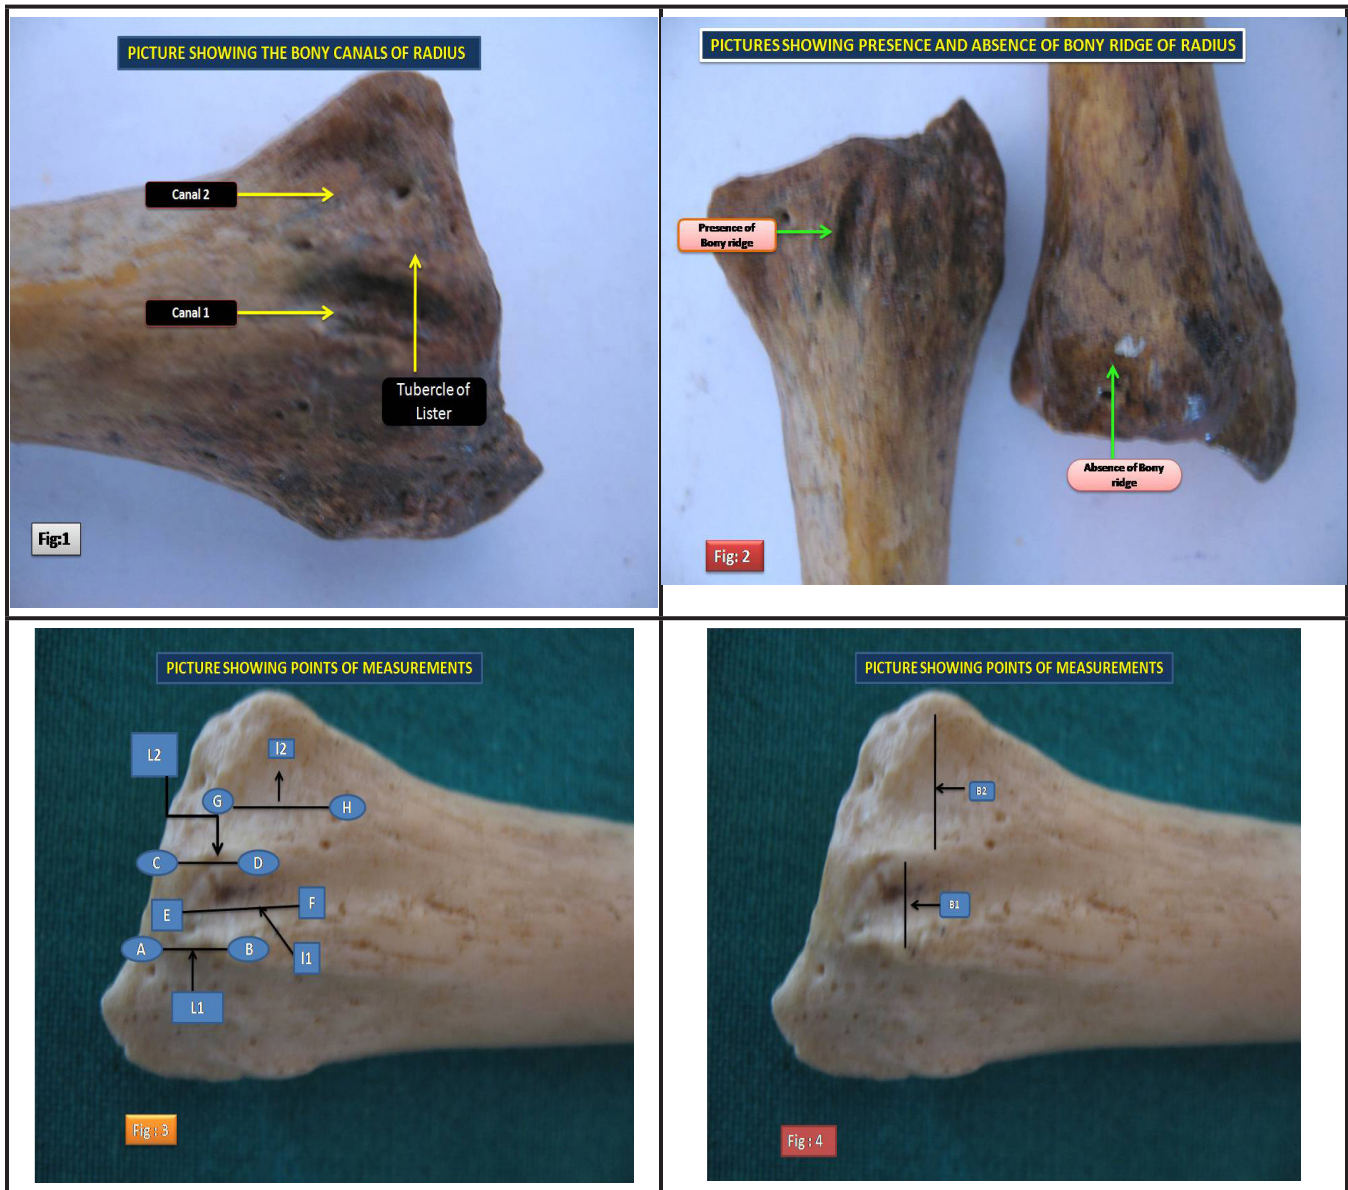 PICTURE SHOWING THE BONY CANALS OF RADIUS
Canal 2
Canal 1
Tubercle of
Lister
Fig:1
PICTURES SHOWING PRESENCE AND ABSENCE OF BONY RIDGE OF RADIUS
Presence of
Bony ridge
Absence of Bony
ridge
Fig: 2
PICTURE SHOWING POINTS OF MEASUREMENTS
L2
l2
G
H
C
D
E
F
A
B
l1
L1
Fig : 3
PICTURE SHOWING POINTS OF MEASUREMENTS
B2
B1
Fig : 4